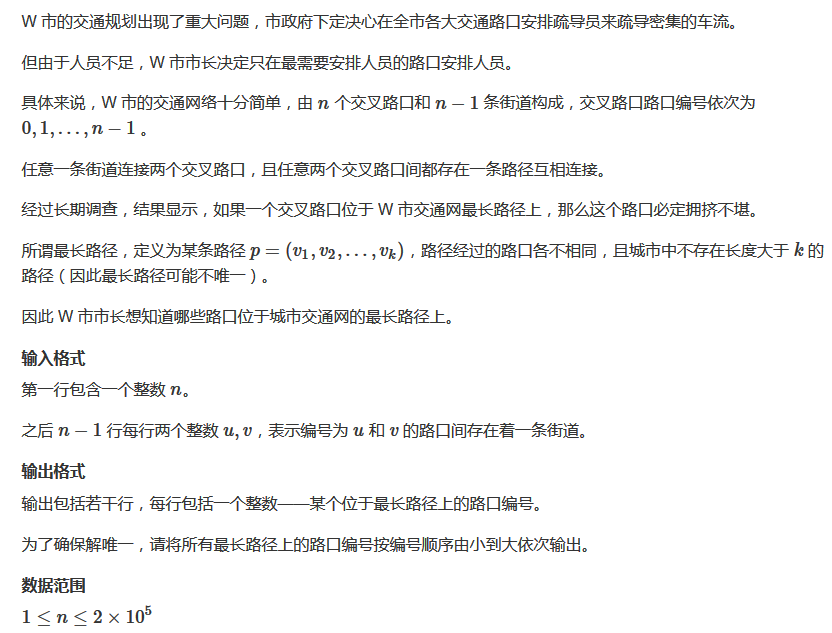 W 市的交通规划出现了重大问题，市政府下定决心在全市各大交通路口安排疏导员来疏导密集的车流。
但由于人员不足，W 市市长决定只在最需要安排人员的路口安排人员。
具体来说，W 市的交通网络十分简单，由 n 个交叉路口和 n − 1 条街道构成，交叉路口路口编号依次为
0, 1, . . . , n − 1 。
任意一条街道连接两个交叉路口，且任意两个交叉路口间都存在一条路径互相连接。
经过长期调查，结果显示，如果一个交叉路口位于 W 市交通网最长路径上，那么这个路口必定拥挤不堪。
所谓最长路径，定义为某条路径 p = (v₁, v₂, . . . , vₖ)，路径经过的路口各不相同，且城市中不存在长度大于 k 的
路径（因此最长路径可能不唯一）。
因此 W 市市长想知道哪些路口位于城市交通网的最长路径上。
输入格式
第一行包含一个整数 n。
之后 n − 1 行每行两个整数 u, v，表示编号为 u 和 v 的路口间存在着一条街道。
输出格式
输出包括若干行，每行包括一个整数——某个位于最长路径上的路口编号。
为了确保解唯一，请将所有最长路径上的路口编号按编号顺序由小到大依次输出。
数据范围
1 ≤ n ≤ 2 × 10⁵